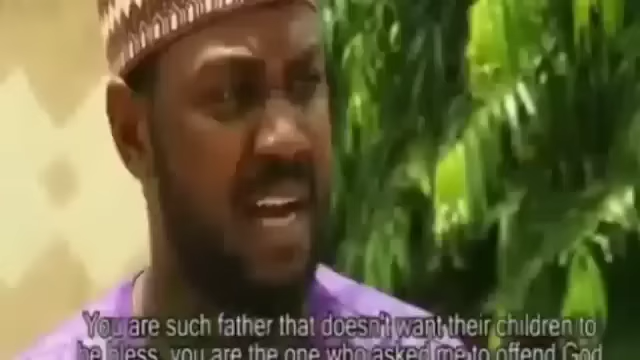 You are such father that doesn't want their children to
be bless, you are the one who asked me to offend God